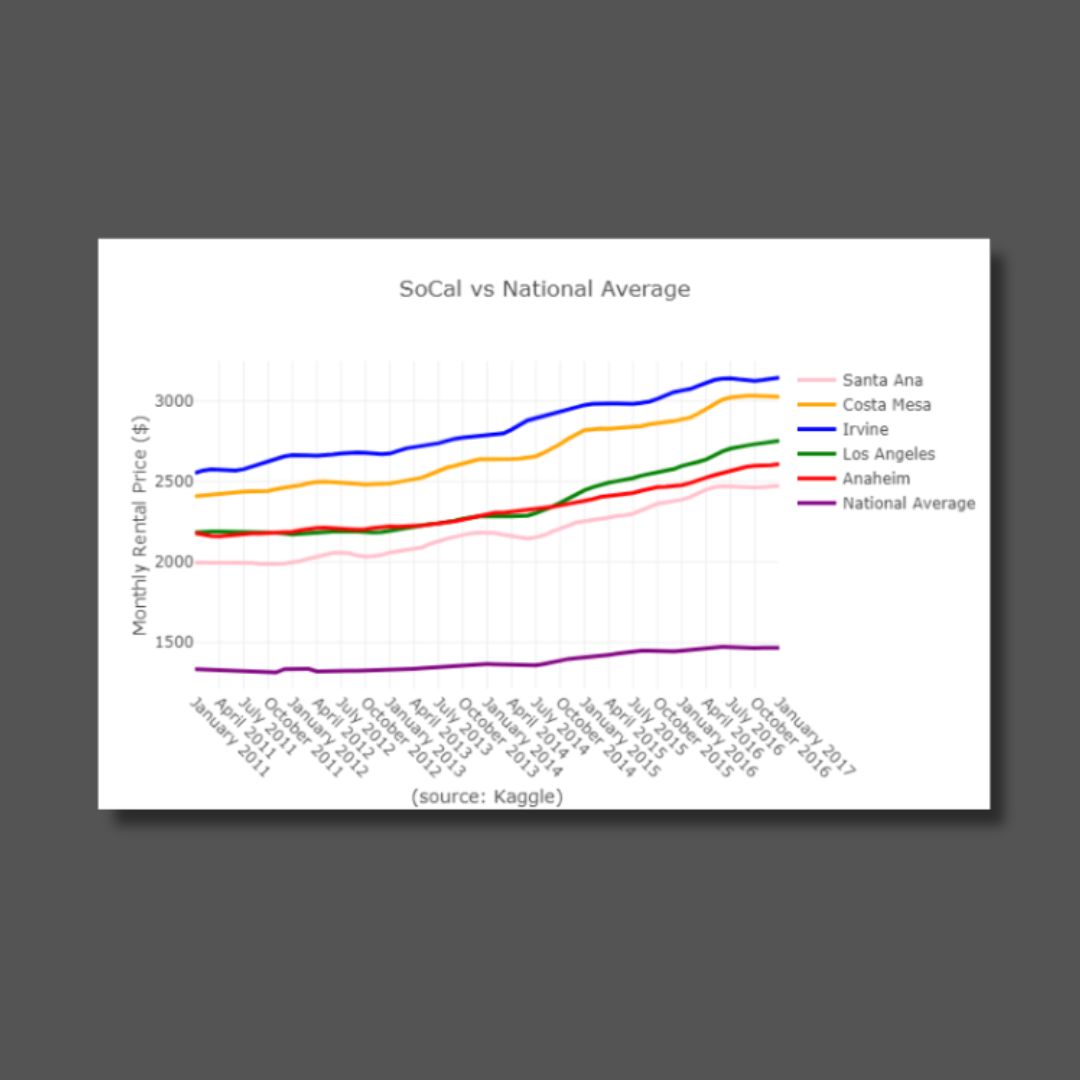 SoCal vs National Average
Monthly Rental Price ($)
3000
2500
2000
1500
January 2011
April 2011
July 2011
October 2011
January 2012
April 2012
July 2012
October 2012
January 2013
April 2013
July 2013
October 2013
January 2014
April 2014
July 2014
October 2014
January 2015
April 2015
July 2015
October 2015
January 2016
April 2016
July 2016
October 2016
January 2017
(source: Kaggle)
Santa Ana
Costa Mesa
Irvine
Los Angeles
Anaheim
National Average